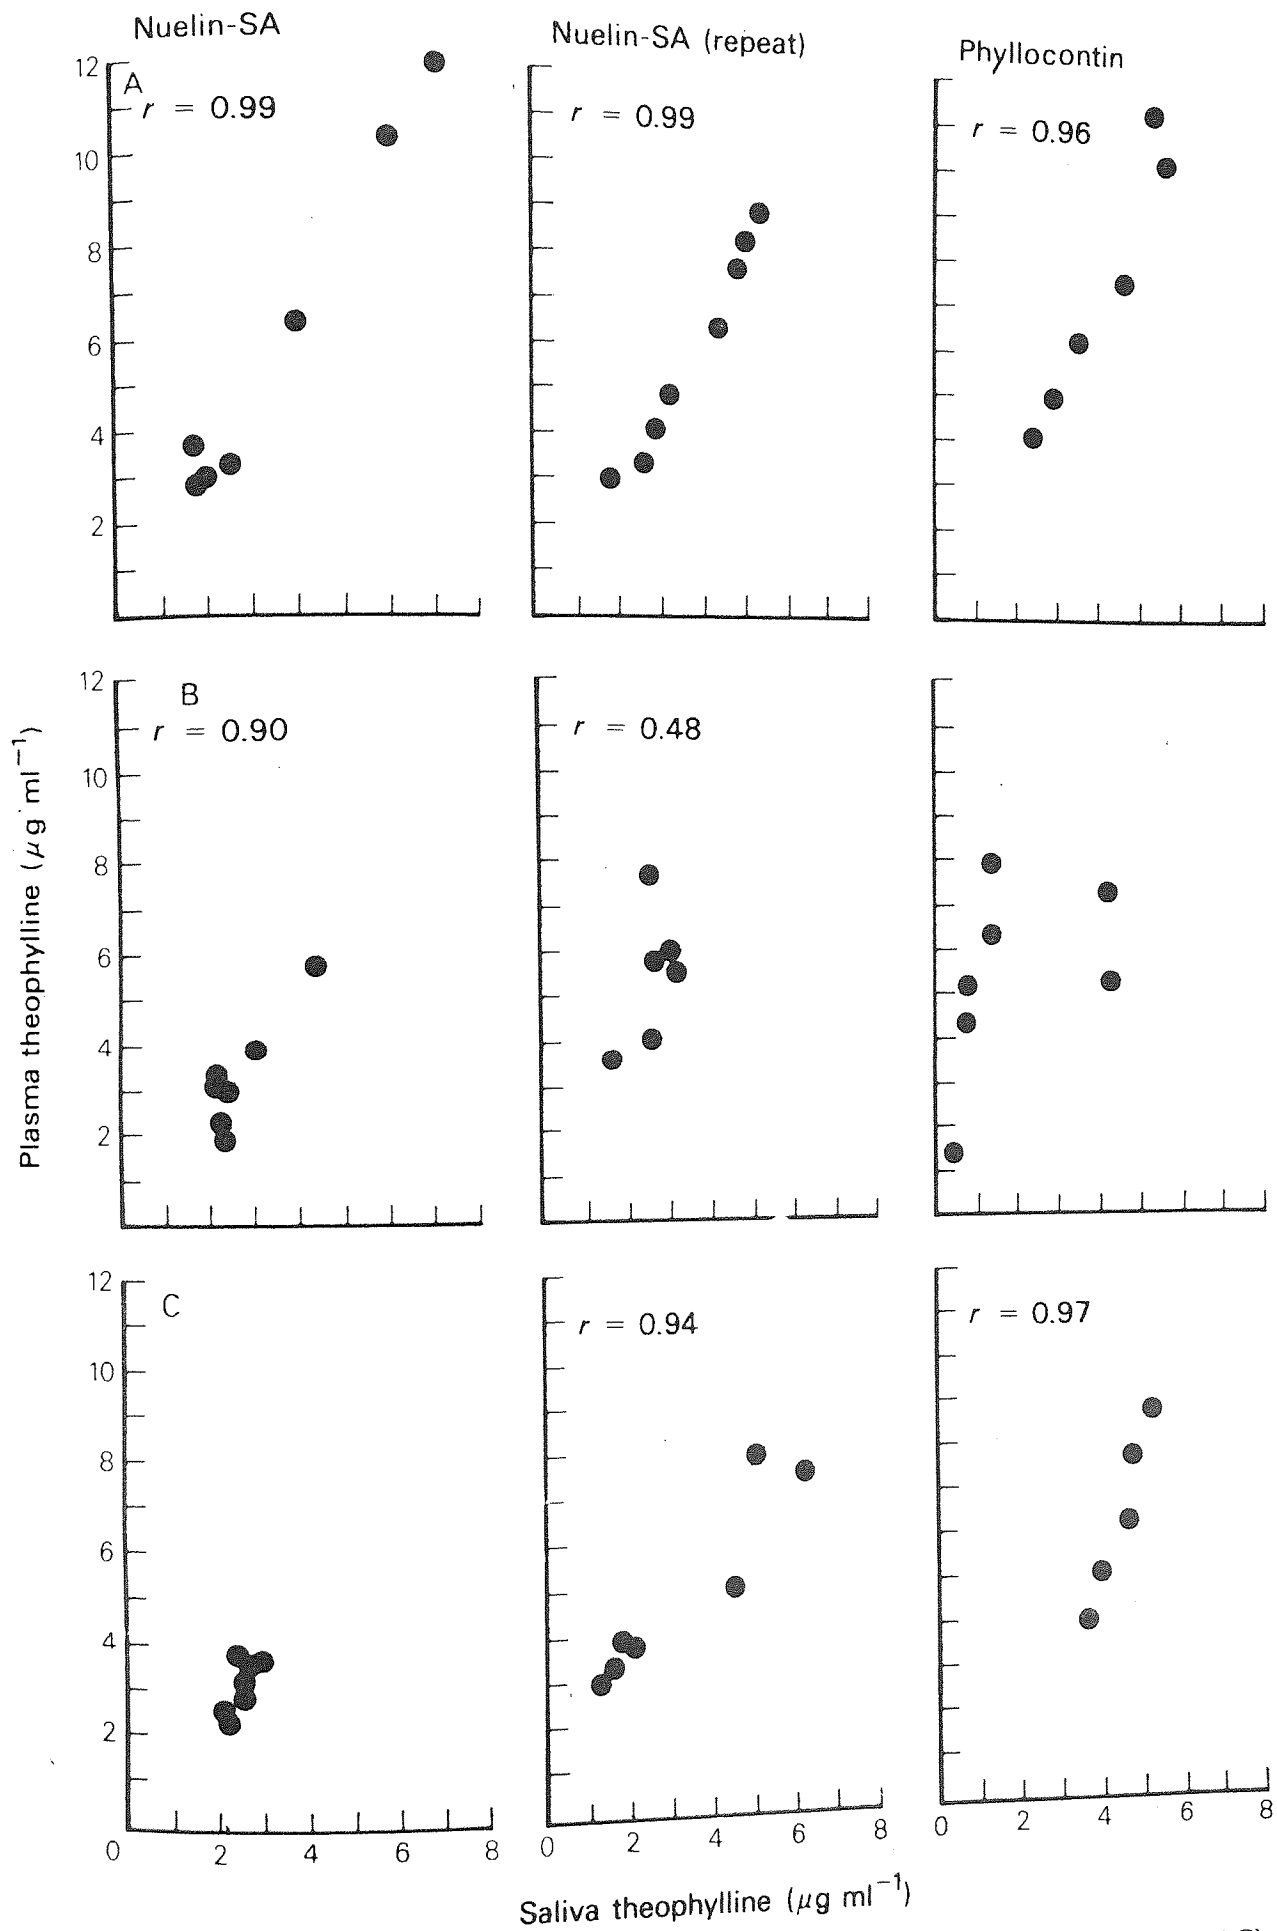 Nuelin-SA
Nuelin-SA (repeat)
Phyllocontin
A
r = 0.99
r = 0.99
r = 0.96
12
10
8
6
4
2
B
r = 0.90
r = 0.48
12
10
8
6
4
2
C
r = 0.94
r = 0.97
12
10
8
6
4
2
0 2 4 6 8
0 2 4 6 8
0 2 4 6 8
Plasma theophylline (μg ml⁻¹)
Saliva theophylline (μg ml⁻¹)